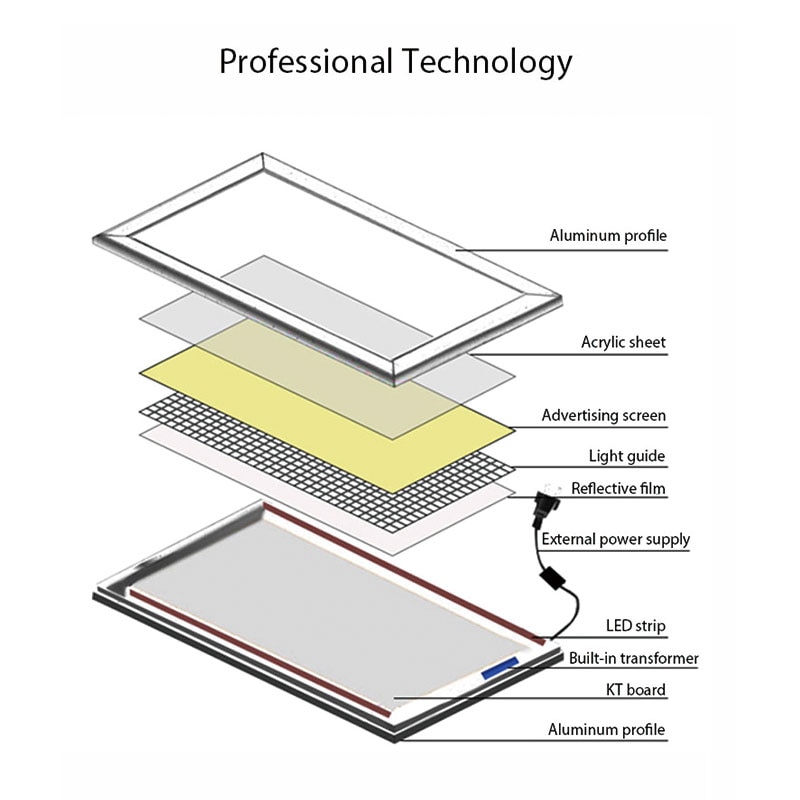 Professional Technology
Aluminum profile
Acrylic sheet
Advertising screen
Light guide
Reflective film
External power supply
LED strip
Built-in transformer
KT board
Aluminum profile